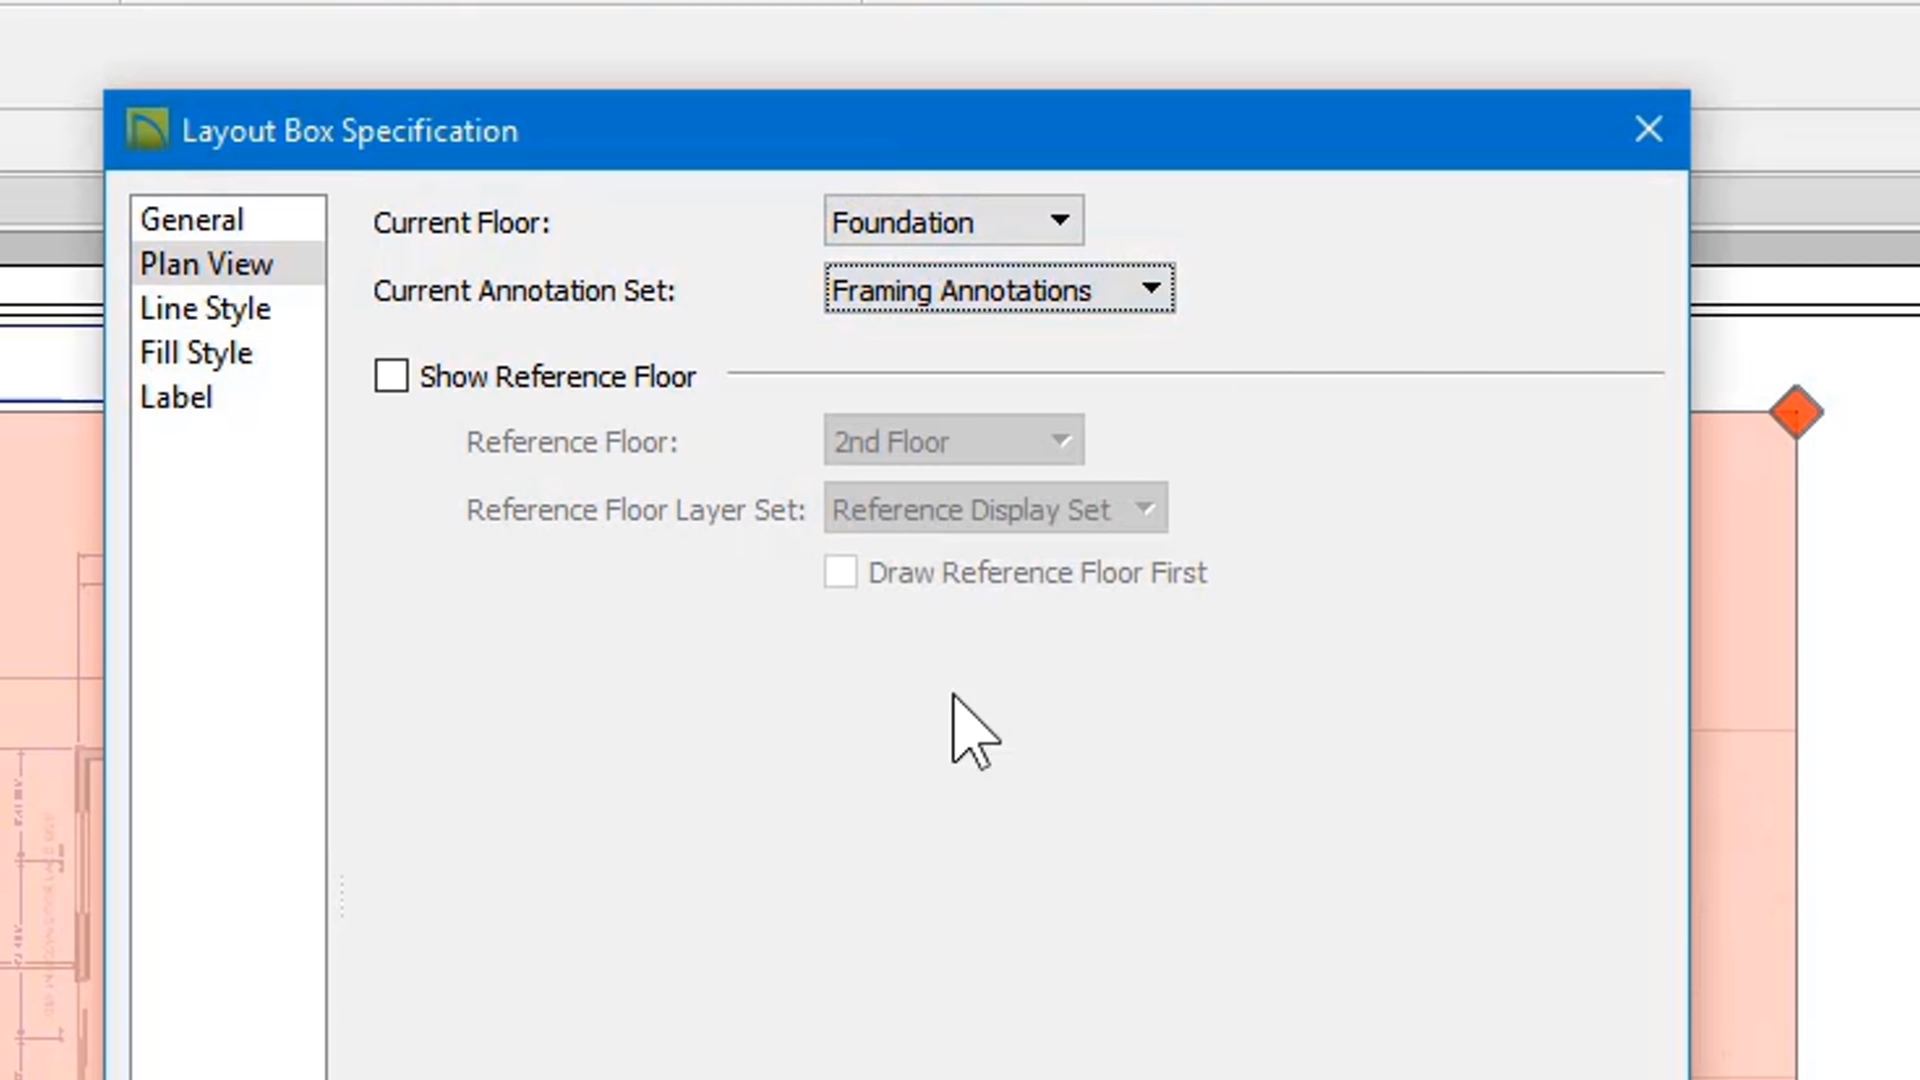 Layout Box Specification
General
Plan View
Line Style
Fill Style
Label
Current Floor: Foundation
Current Annotation Set: Framing Annotations
Show Reference Floor
Reference Floor: 2nd Floor
Reference Floor Layer Set: Reference Display Set
Draw Reference Floor First